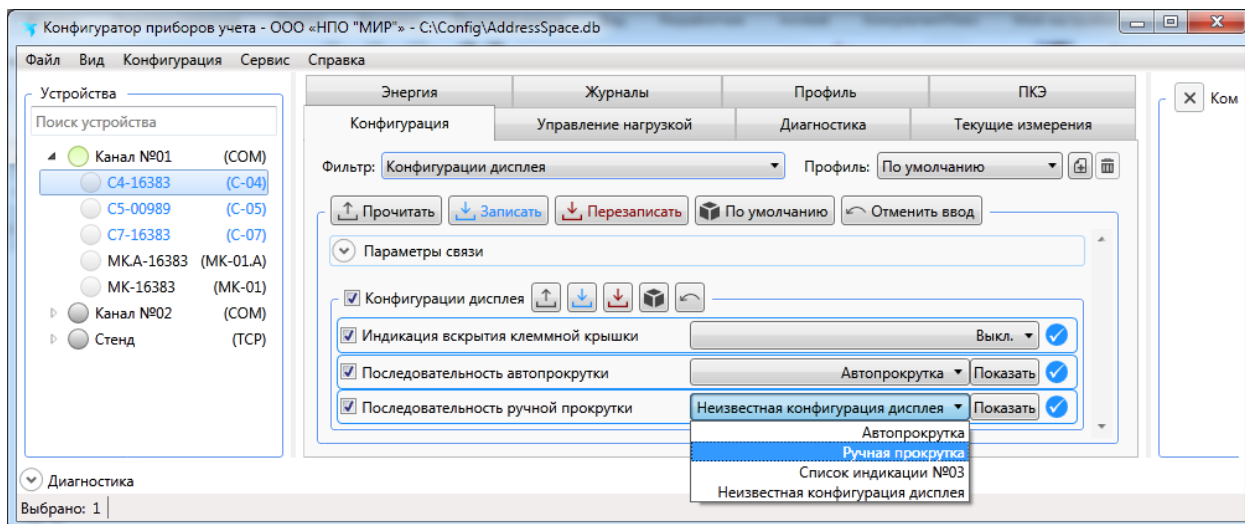 Конфигуратор приборов учета - ООО «НПО "МИР"» - C:\Config\AddressSpace.db
Файл Вид Конфигурация Сервис Справка
Устройства
Поиск устройства
Канал №01 (COM)
C4-16383 (C-04)
C5-00989 (C-05)
C7-16383 (C-07)
MK.A-16383 (MK-01.A)
MK-16383 (MK-01)
Канал №02 (COM)
Стенд (TCP)
Энергия Журналы Профиль ПКЭ
Конфигурация Управление нагрузкой Диагностика Текущие измерения
Фильтр: Конфигурации дисплея Профиль: По умолчанию
Прочитать Записать Перезаписать По умолчанию Отменить ввод
Параметры связи
Конфигурации дисплея
Индикация вскрытия клеммной крышки Выкл.
Последовательность автопрокрутки Автопрокрутка Показать
Последовательность ручной прокрутки Неизвестная конфигурация дисплея Показать
Автопрокрутка
Ручная прокрутка
Список индикации №03
Неизвестная конфигурация дисплея
Ком
Диагностика
Выбрано: 1